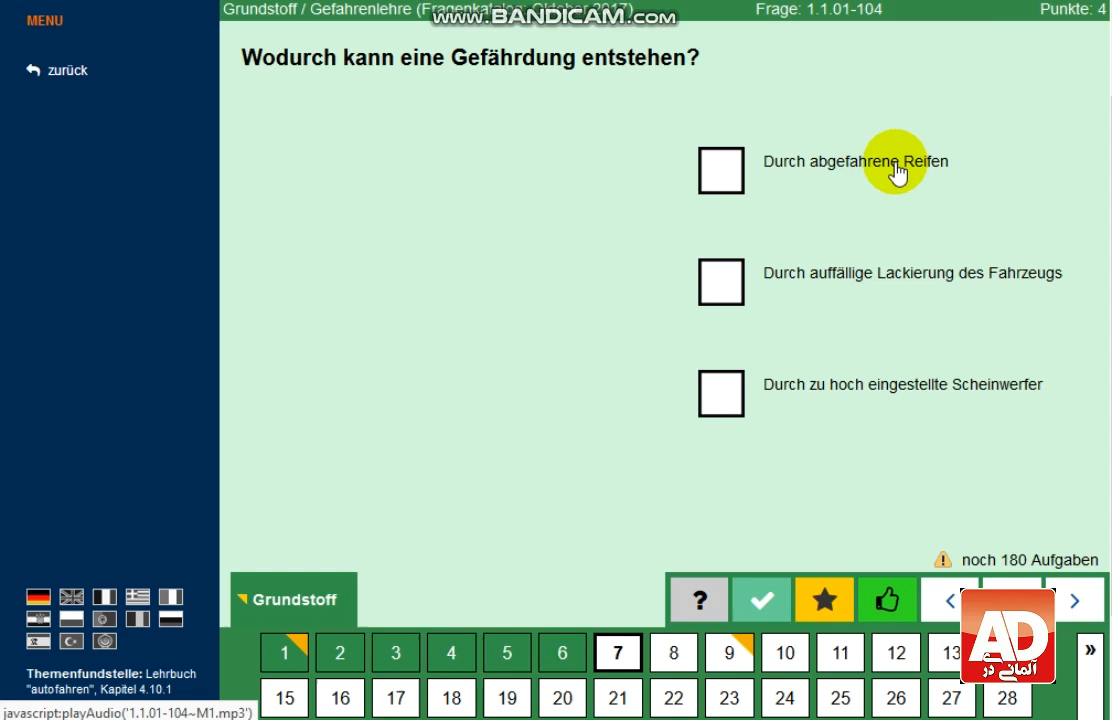 MENU
Grundstoff / Gefahrenlehre (Fragenkatalog: Oktober 2017)
www.BANDICAM.com
Frage: 1.1.01-104
Punkte: 4
zurück
Wodurch kann eine Gefährdung entstehen?
Durch abgefahrene Reifen
Durch auffällige Lackierung des Fahrzeugs
Durch zu hoch eingestellte Scheinwerfer
noch 180 Aufgaben
Grundstoff
?
<
>
1 2 3 4 5 6 7 8 9 10 11 12 13 »
15 16 17 18 19 20 21 22 23 24 25 26 27 28
AD
آلمانی در
Themenfundstelle: Lehrbuch
"autofahren", Kapitel 4.10.1
javascript:playAudio('1.1.01-104~M1.mp3')